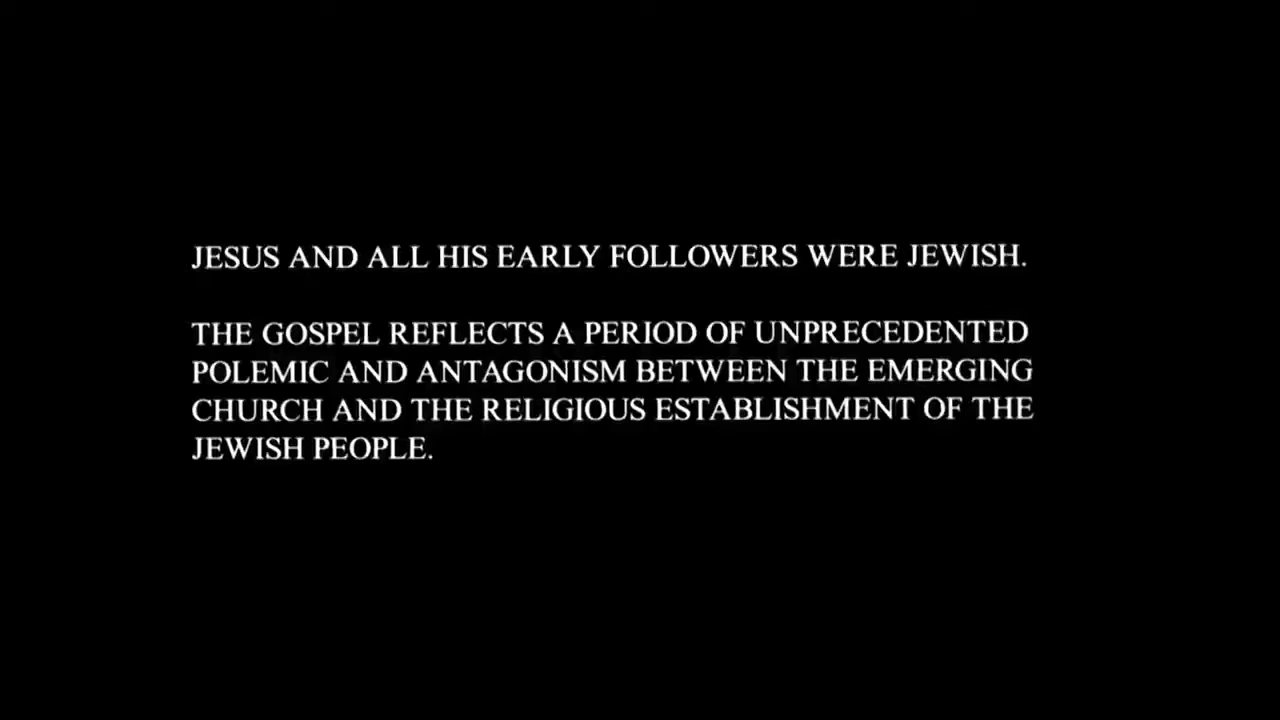 JESUS AND ALL HIS EARLY FOLLOWERS WERE JEWISH.
THE GOSPEL REFLECTS A PERIOD OF UNPRECEDENTED
POLEMIC AND ANTAGONISM BETWEEN THE EMERGING
CHURCH AND THE RELIGIOUS ESTABLISHMENT OF THE
JEWISH PEOPLE.